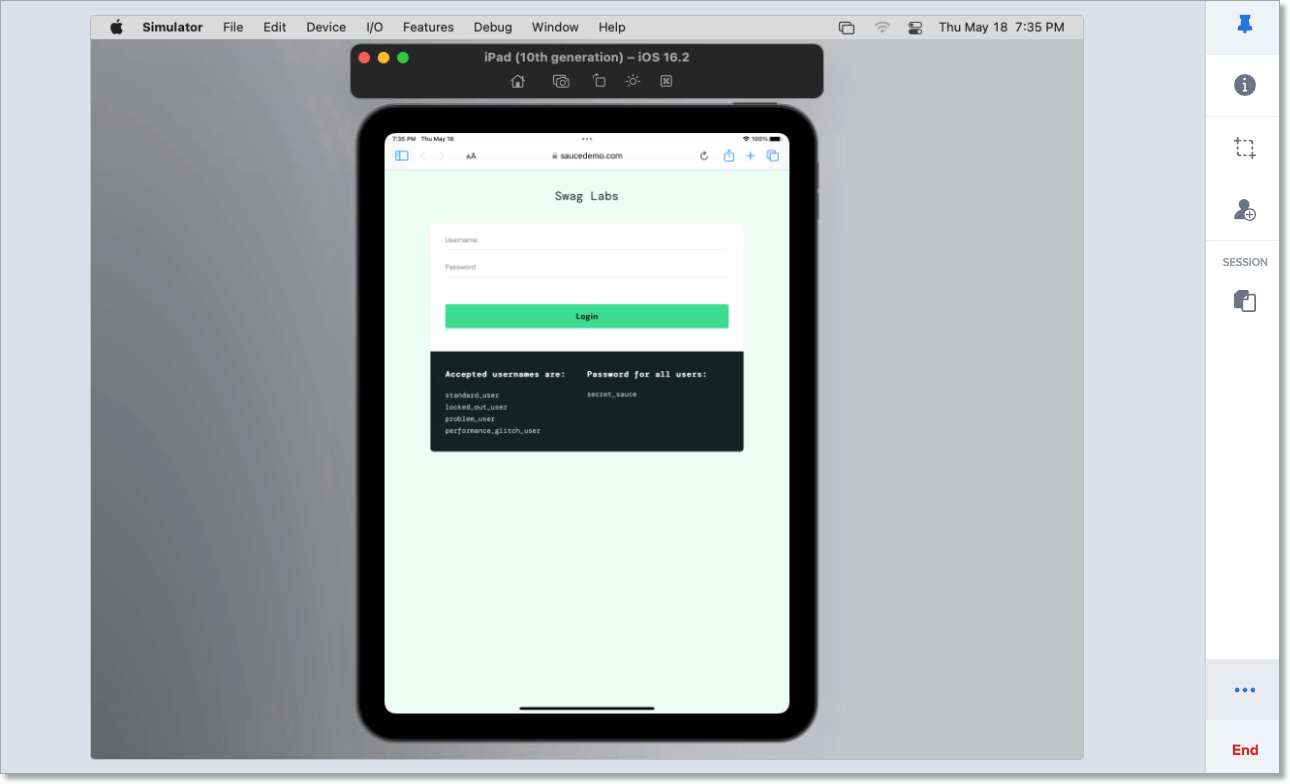 Simulator File Edit Device I/O Features Debug Window Help Thu May 18 7:35 PM
iPad (10th generation) – iOS 16.2
7:35 PM Thu May 18 100%
AA saucedemo.com
Swag Labs
Username
Password
Login
Accepted usernames are: Password for all users:
standard_user secret_sauce
locked_out_user
problem_user
performance_glitch_user
SESSION
End